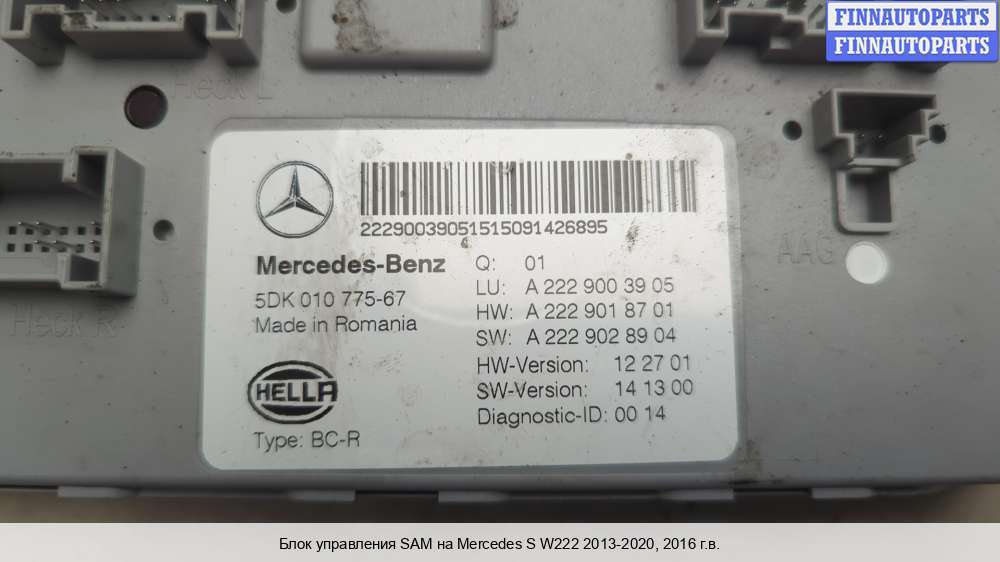 FINNAUTOPARTS
FINNAUTOPARTS
Heck L
22290039051515091426895
Mercedes-Benz
5DK 010 775-67
Made in Romania
Q: 01
LU: A 222 900 39 05
HW: A 222 901 87 01
SW: A 222 902 89 04
HW-Version: 12 27 01
SW-Version: 14 13 00
Diagnostic-ID: 00 14
HELLA
Type: BC-R
Heck R
AAG
Блок управления SAM на Mercedes S W222 2013-2020, 2016 г.в.